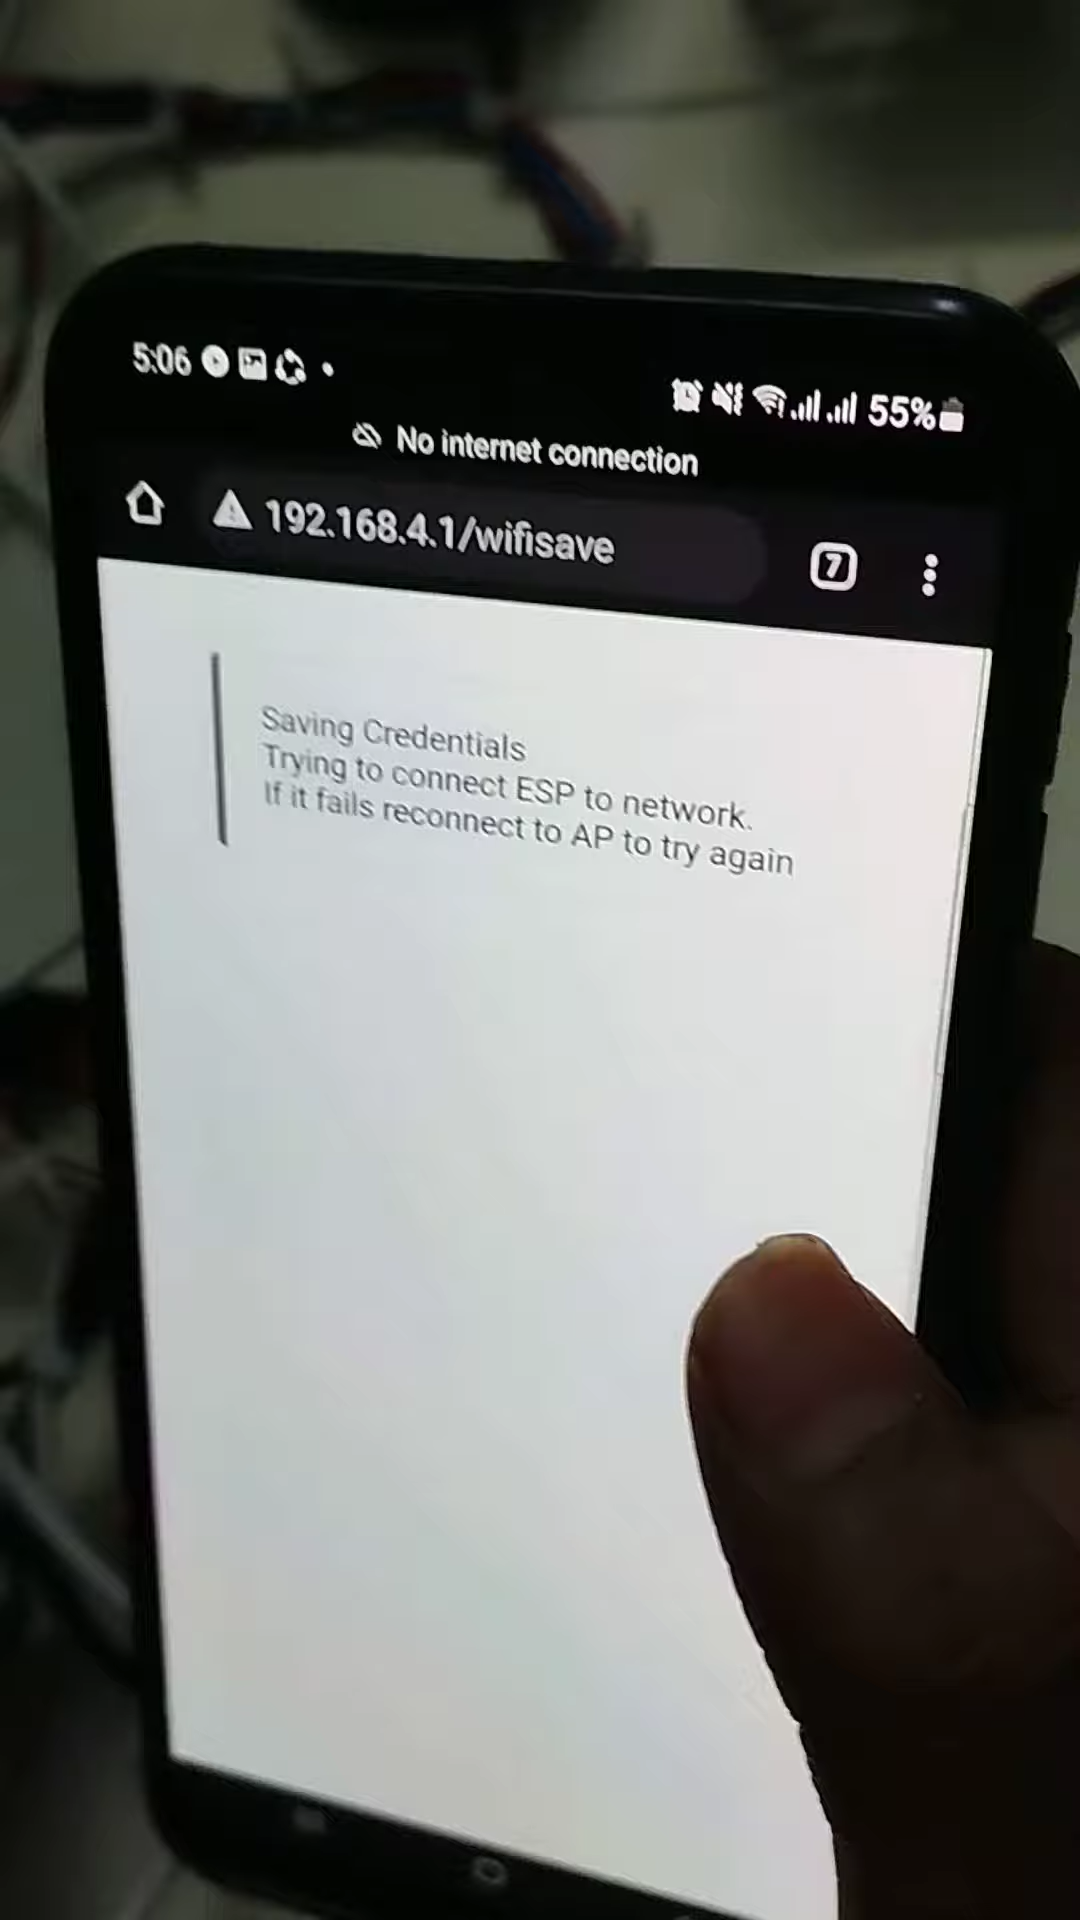 5:06
55%
No internet connection
192.168.4.1/wifisave
7
Saving Credentials
Trying to connect ESP to network.
If it fails reconnect to AP to try again